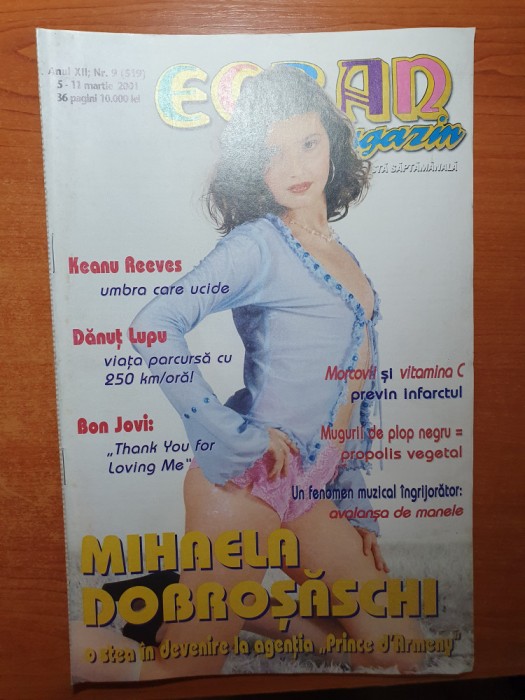 Anul XII; Nr. 9 (519)
5 - 11 martie 2001
36 pagini 10.000 lei
ECRAN
magazin
SĂPTĂMÂNALĂ
Keanu Reeves
umbra care ucide
Dănuț Lupu
viața parcursă cu
250 km/oră!
Morcovii și vitamina C
previn infarctul
Bon Jovi:
„Thank You for
Loving Me”
Mugurii de plop negru =
propolis vegetal
Un fenomen muzical îngrijorător:
avalanșa de manele
MIHAELA
DOBROȘĂSCHI
o stea în devenire la agenția „Prince d'Armeny”